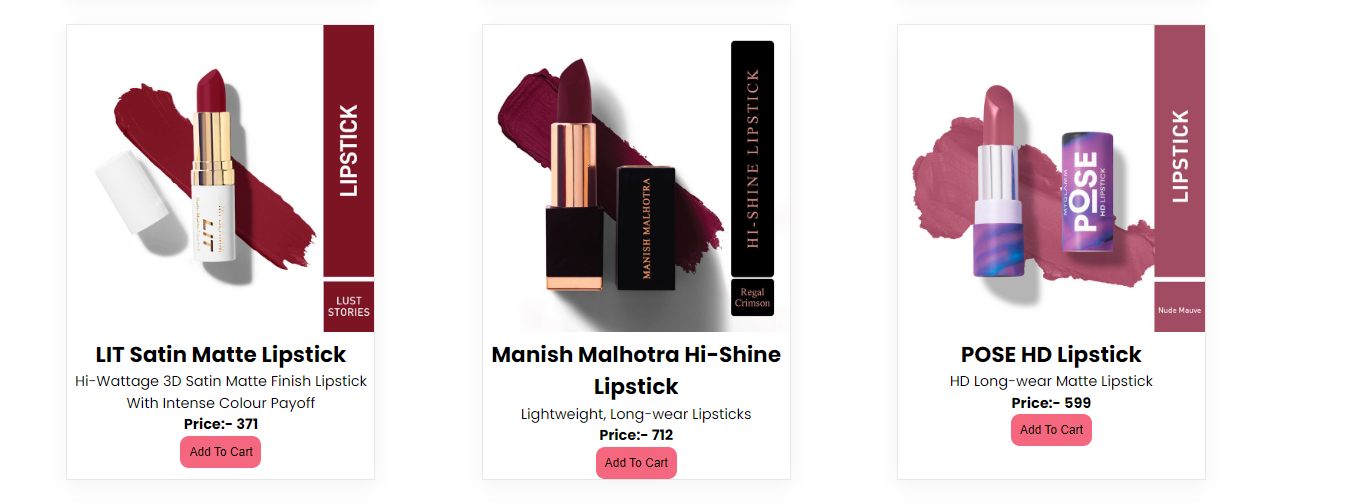 LIPSTICK
LUST
STORIES
LIT
LIT Satin Matte Lipstick
Hi-Wattage 3D Satin Matte Finish Lipstick
With Intense Colour Payoff
Price:- 371
Add To Cart
MANISH MALHOTRA
HI-SHINE LIPSTICK
Regal
Crimson
Manish Malhotra Hi-Shine
Lipstick
Lightweight, Long-wear Lipsticks
Price:- 712
Add To Cart
MYGLAMM
POSE
HD LIPSTICK
LIPSTICK
Nude Mauve
POSE HD Lipstick
HD Long-wear Matte Lipstick
Price:- 599
Add To Cart